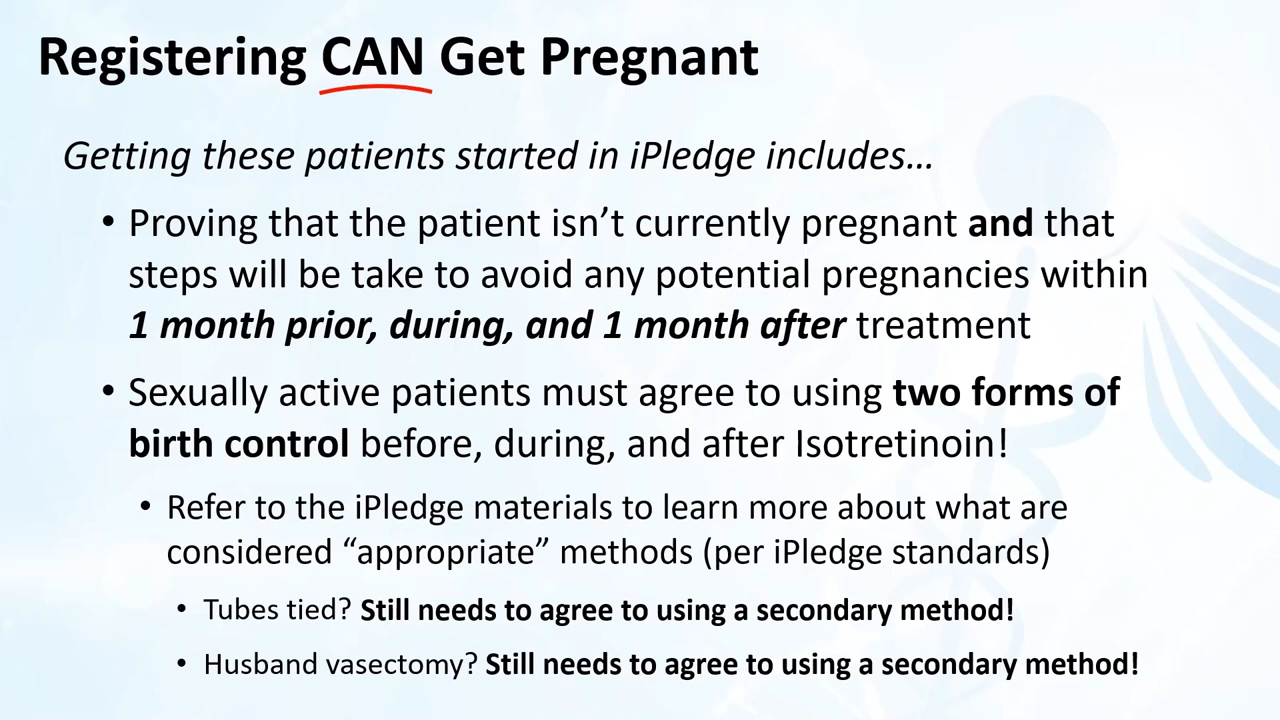 Registering CAN Get Pregnant
Getting these patients started in iPledge includes…
• Proving that the patient isn’t currently pregnant and that
steps will be take to avoid any potential pregnancies within
1 month prior, during, and 1 month after treatment
• Sexually active patients must agree to using two forms of
birth control before, during, and after Isotretinoin!
• Refer to the iPledge materials to learn more about what are
considered “appropriate” methods (per iPledge standards)
• Tubes tied? Still needs to agree to using a secondary method!
• Husband vasectomy? Still needs to agree to using a secondary method!